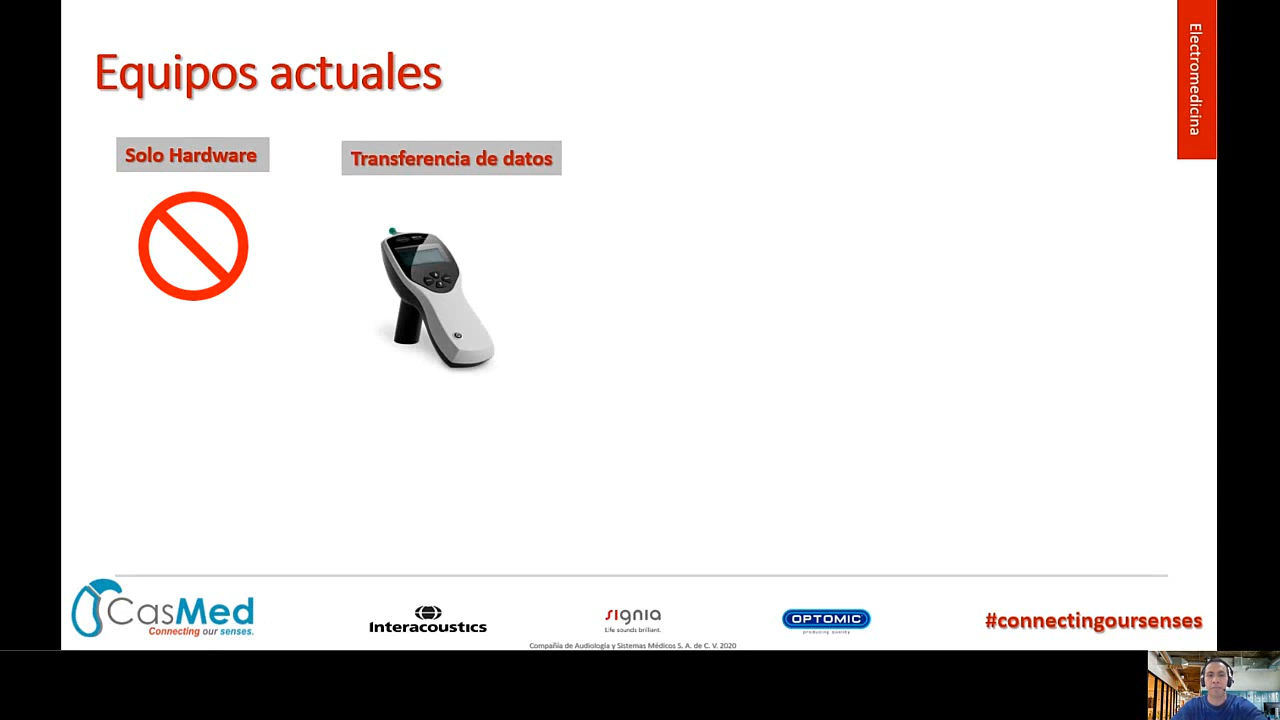 Electromedicina
Equipos actuales
Solo Hardware
Transferencia de datos
CasMed
Connecting our senses.
Interacoustics
sıgnıa
Life sounds brilliant.
OPTOMIC
producing quality
#connectingoursenses
Compañía de Audiología y Sistemas Médicos S. A. de C. V. 2020